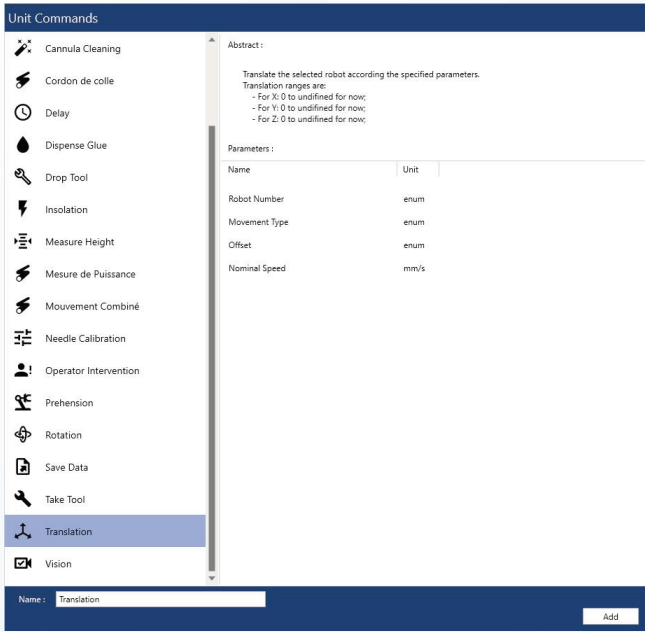 Unit Commands
Cannula Cleaning
Cordon de colle
Delay
Dispense Glue
Drop Tool
Insolation
Measure Height
Mesure de Puissance
Mouvement Combiné
Needle Calibration
Operator Intervention
Prehension
Rotation
Save Data
Take Tool
Translation
Vision
Abstract :
Translate the selected robot according the specified parameters.
Translation ranges are:
- For X: 0 to undifined for now;
- For Y: 0 to undifined for now;
- For Z: 0 to undifined for now;
Parameters :
Name Unit
Robot Number enum
Movement Type enum
Offset enum
Nominal Speed mm/s
Name : Translation
Add